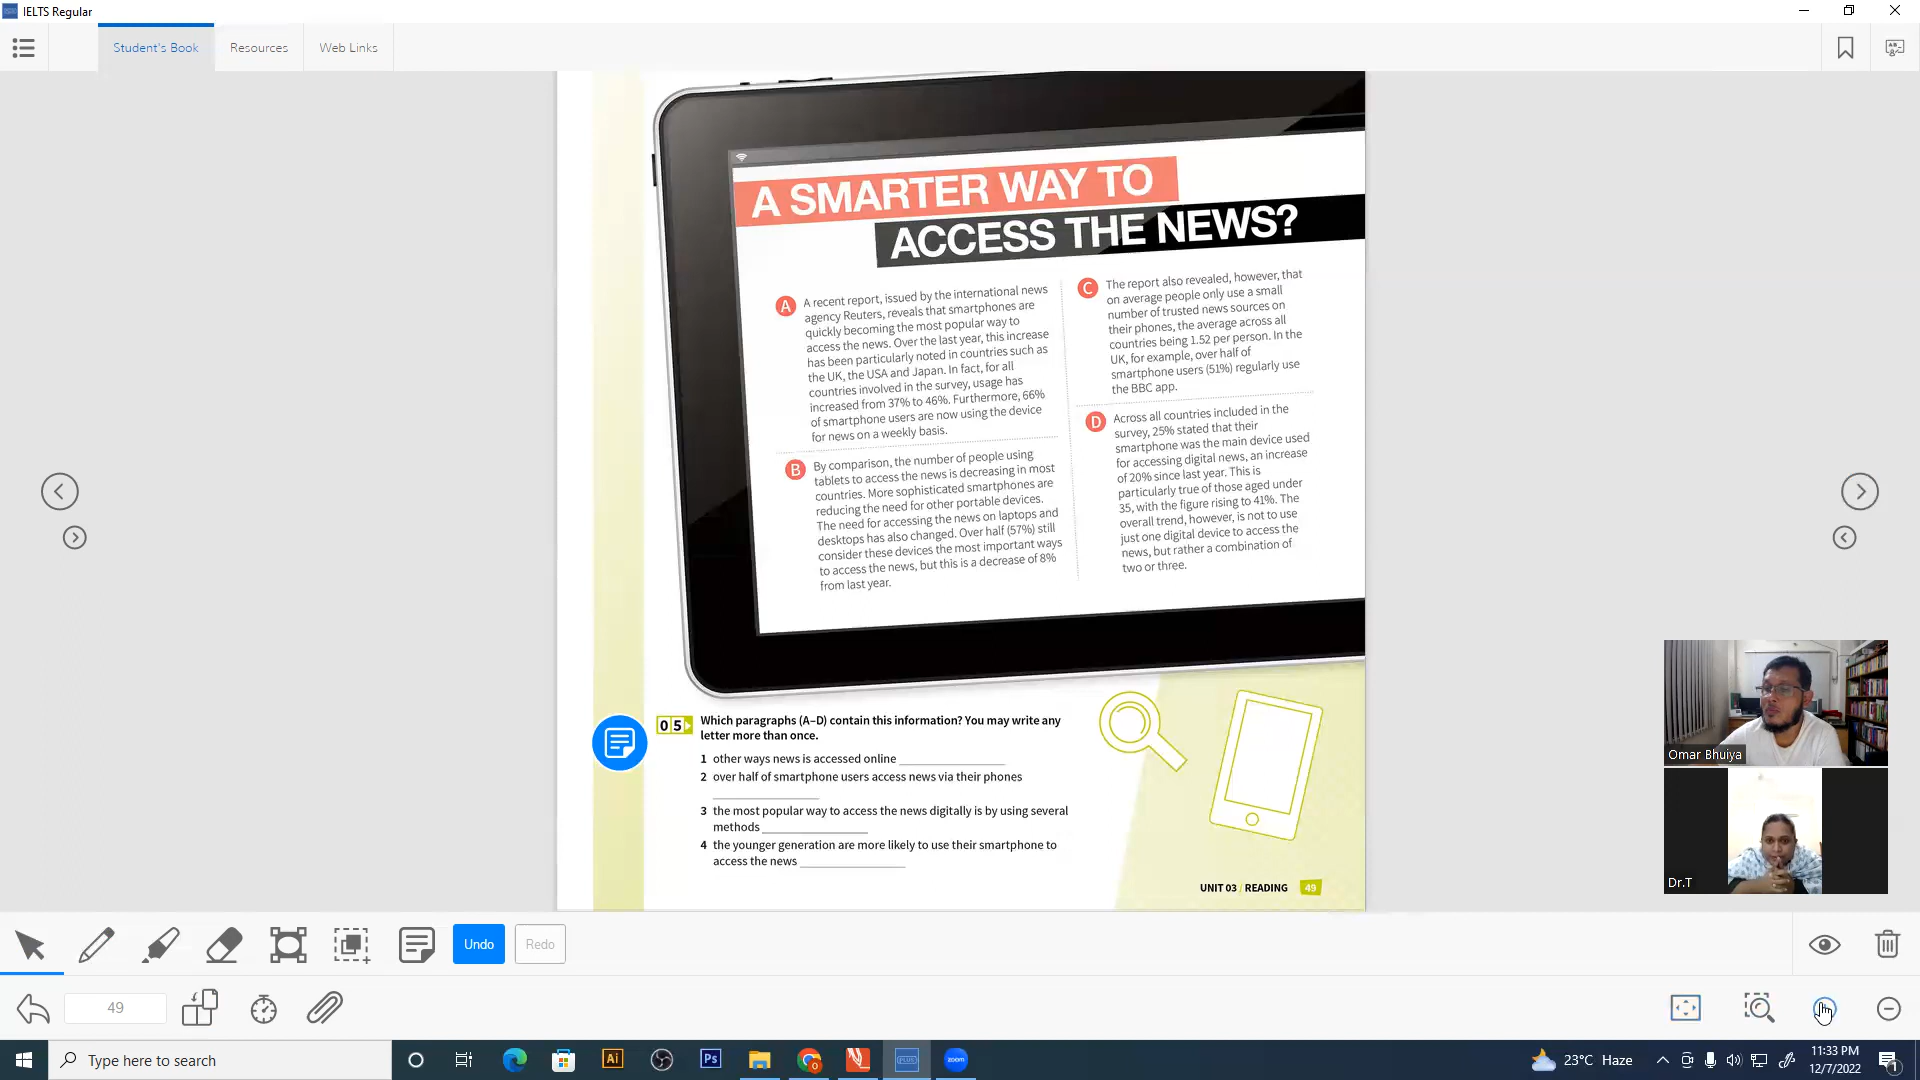 IELTS Regular
Student's Book
Resources
Web Links
A SMARTER WAY TO
ACCESS THE NEWS?
A
A recent report, issued by the international news
agency Reuters, reveals that smartphones are
quickly becoming the most popular way to
access the news. Over the last year, this increase
has been particularly noted in countries such as
the UK, the USA and Japan. In fact, for all
countries involved in the survey, usage has
increased from 37% to 46%. Furthermore, 66%
of smartphone users are now using the device
for news on a weekly basis.
B
By comparison, the number of people using
tablets to access the news is decreasing in most
countries. More sophisticated smartphones are
reducing the need for other portable devices.
The need for accessing the news on laptops and
desktops has also changed. Over half (57%) still
consider these devices the most important ways
to access the news, but this is a decrease of 8%
from last year.
C
The report also revealed, however, that
on average people only use a small
number of trusted news sources on
their phones, the average across all
countries being 1.52 per person. In the
UK, for example, over half of
smartphone users (51%) regularly use
the BBC app.
D
Across all countries included in the
survey, 25% stated that their
smartphone was the main device used
for accessing digital news, an increase
of 20% since last year. This is
particularly true of those aged under
35, with the figure rising to 41%. The
overall trend, however, is not to use
just one digital device to access the
news, but rather a combination of
two or three.
05 Which paragraphs (A–D) contain this information? You may write any
letter more than once.
1 other ways news is accessed online
2 over half of smartphone users access news via their phones
3 the most popular way to access the news digitally is by using several
methods
4 the younger generation are more likely to use their smartphone to
access the news
UNIT 03 / READING 49
Omar Bhuiya
Dr.T
Undo
Redo
49
Type here to search
Ai
Ps
PLUS
zoom
23°C Haze
11:33 PM
12/7/2022
1